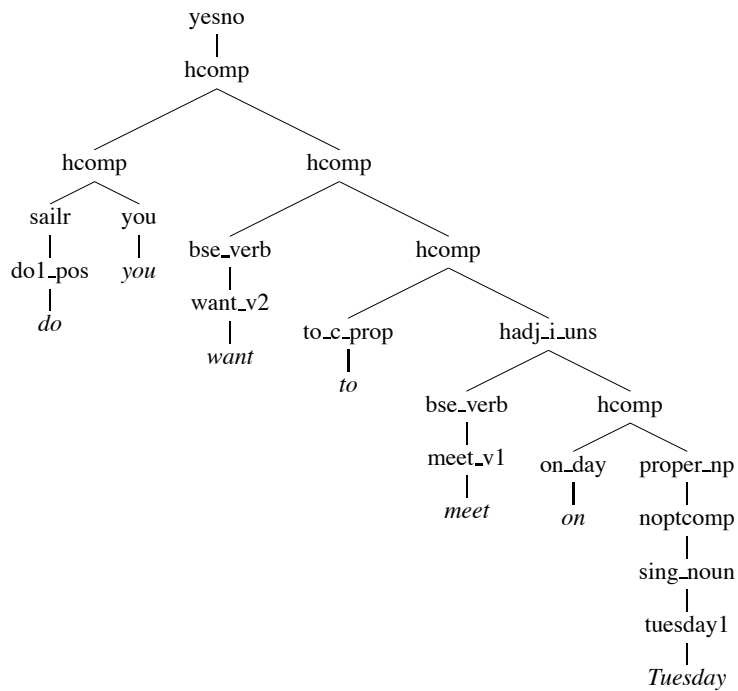 yesno
hcomp
hcomp hcomp
sailr you bse_verb hcomp
do1_pos you want_v2 to_c_prop hadj_i_uns
do want to bse_verb hcomp
meet_v1 on_day proper_np
meet on noptcomp
sing_noun
tuesday1
Tuesday